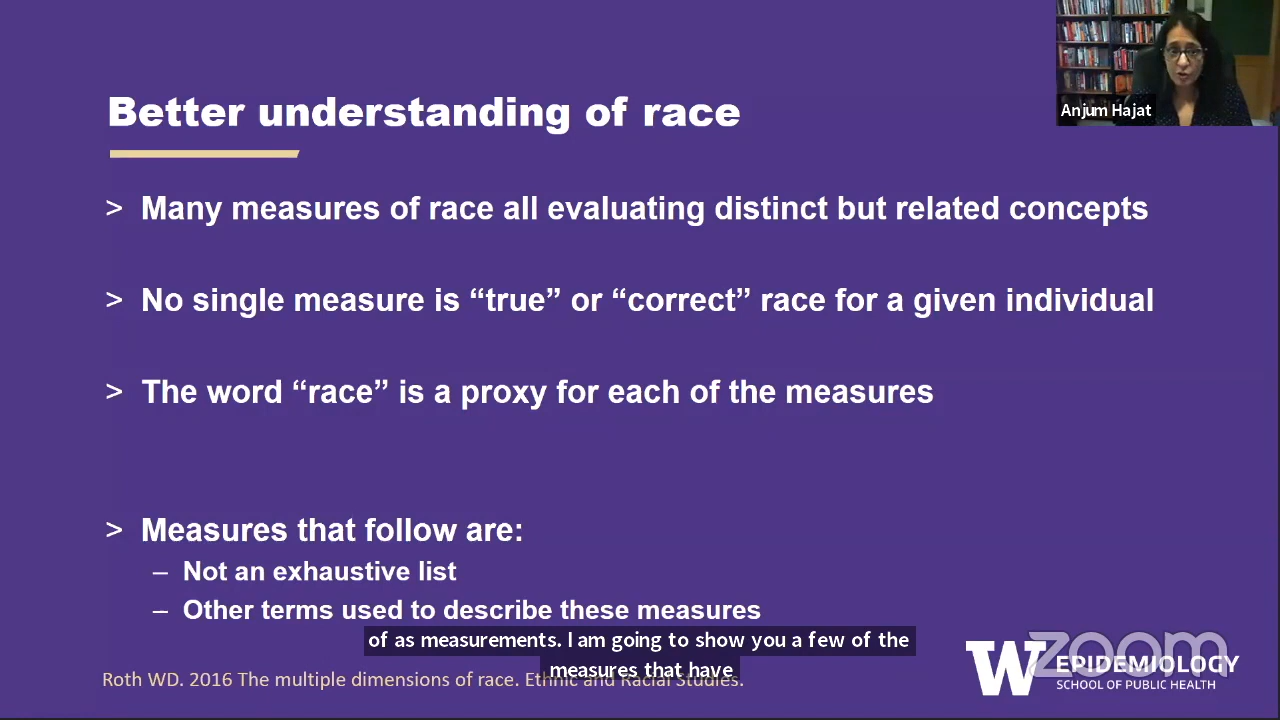 Better understanding of race
Anjum Hajat
> Many measures of race all evaluating distinct but related concepts
> No single measure is “true” or “correct” race for a given individual
> The word “race” is a proxy for each of the measures
> Measures that follow are:
– Not an exhaustive list
– Other terms used to describe these measures
of as measurements. I am going to show you a few of the
measures that have
Roth WD. 2016 The multiple dimensions of race. Ethnic and Racial Studies.
W EPIDEMIOLOGY
SCHOOL OF PUBLIC HEALTH
zoom